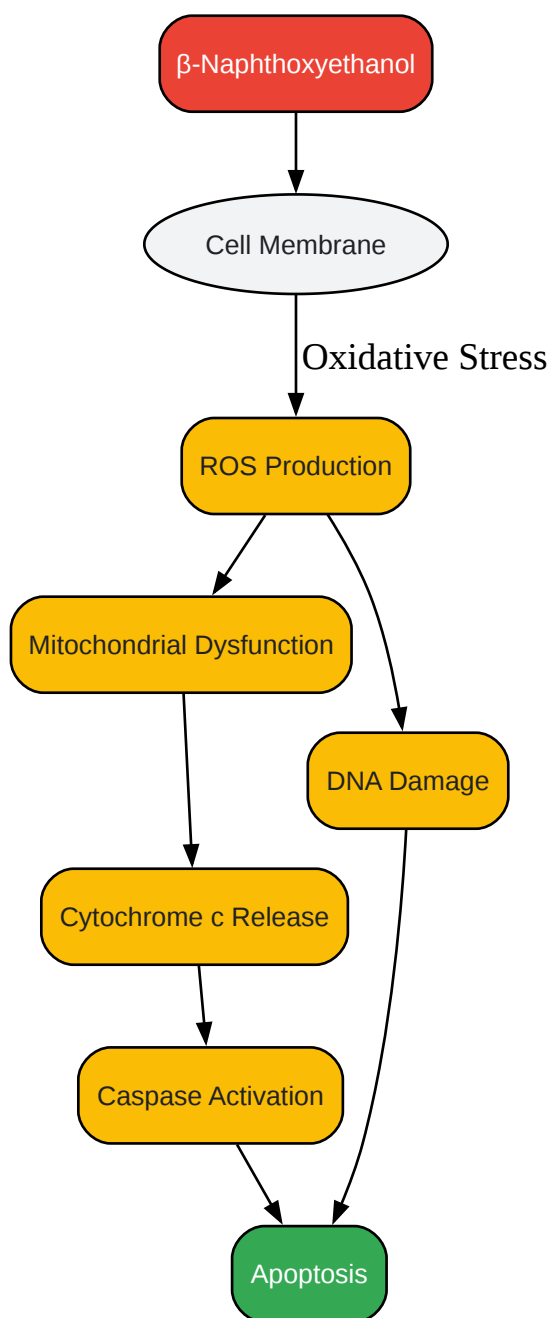 β-Naphthoxyethanol
Cell Membrane
Oxidative Stress
ROS Production
Mitochondrial Dysfunction
DNA Damage
Cytochrome c Release
Caspase Activation
Apoptosis